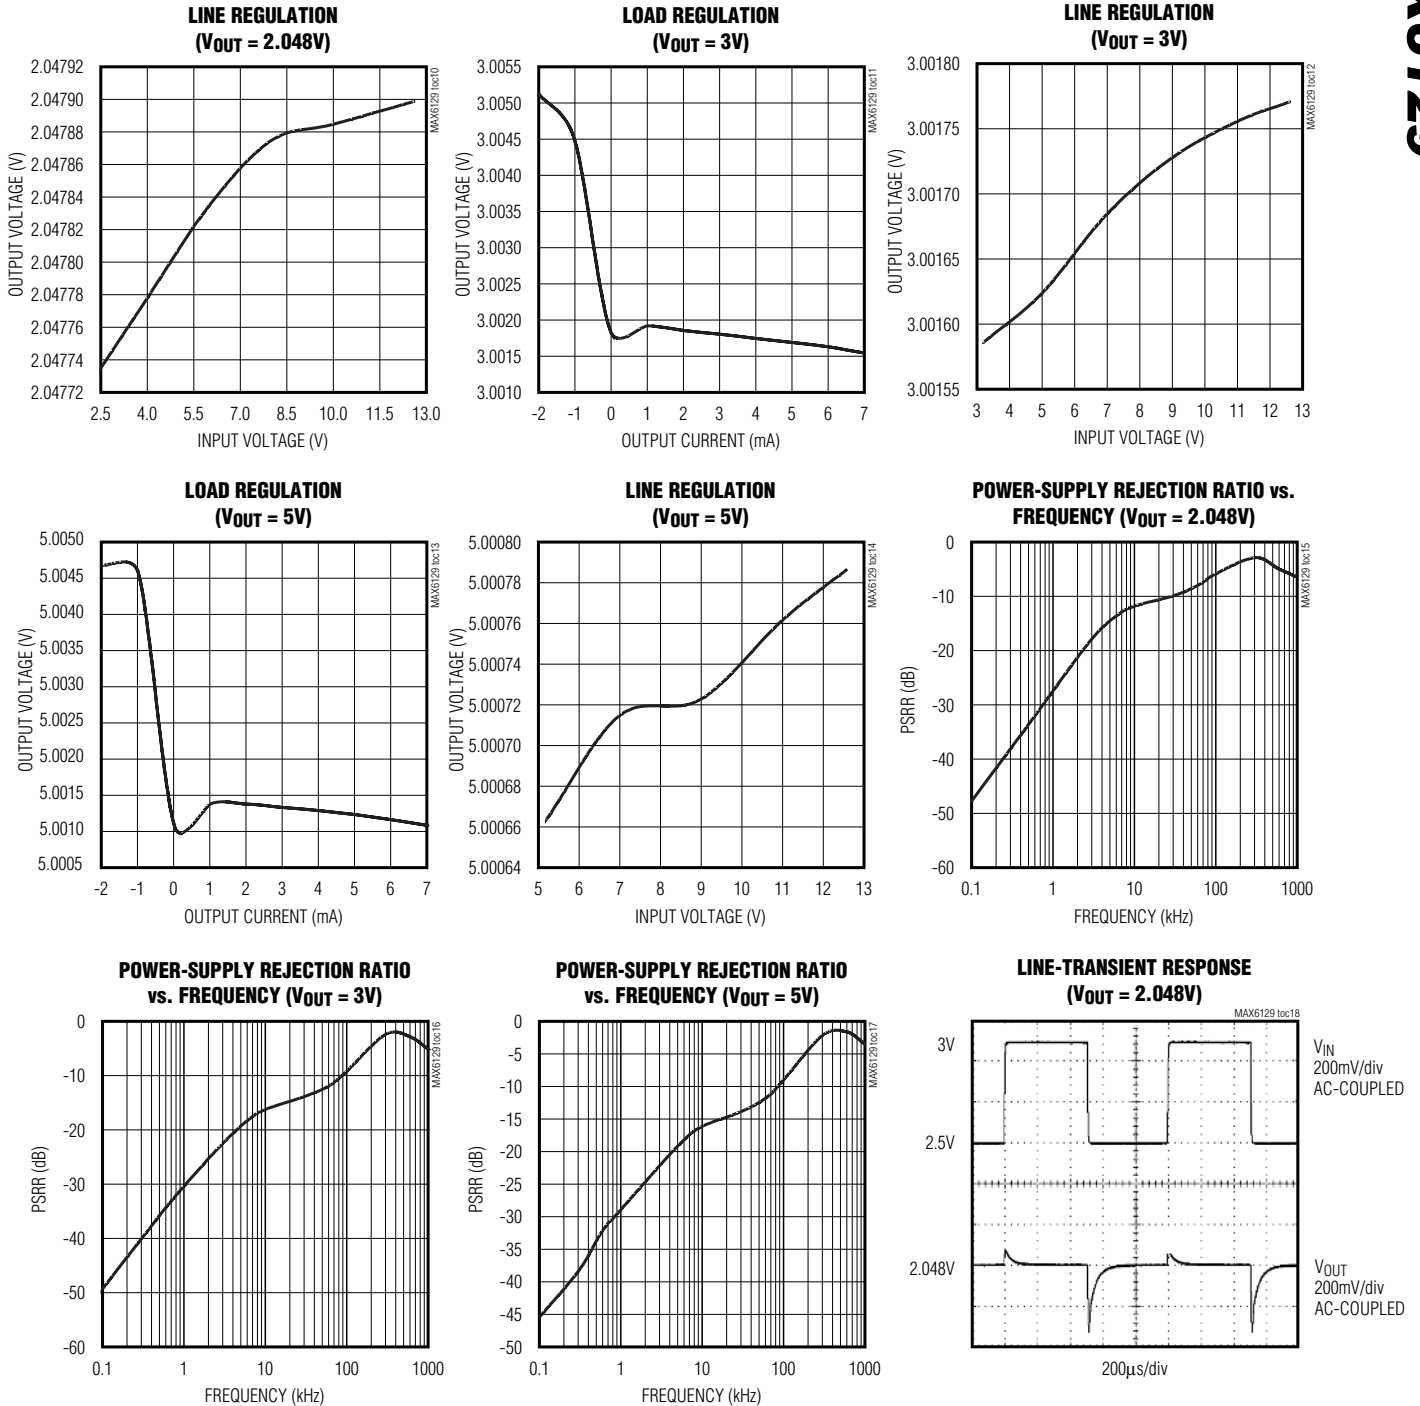 LINE REGULATION
(VOUT = 2.048V)
2.04792
2.04790
2.04788
2.04786
2.04784
2.04782
2.04780
2.04778
2.04776
2.04774
2.04772
OUTPUT VOLTAGE (V)
2.5 4.0 5.5 7.0 8.5 10.0 11.5 13.0
INPUT VOLTAGE (V)
MAX6129 toc10
LOAD REGULATION
(VOUT = 3V)
3.0055
3.0050
3.0045
3.0040
3.0035
3.0030
3.0025
3.0020
3.0015
3.0010
OUTPUT VOLTAGE (V)
-2 -1 0 1 2 3 4 5 6 7
OUTPUT CURRENT (mA)
MAX6129 toc11
LINE REGULATION
(VOUT = 3V)
3.00180
3.00175
3.00170
3.00165
3.00160
3.00155
OUTPUT VOLTAGE (V)
3 4 5 6 7 8 9 10 11 12 13
INPUT VOLTAGE (V)
MAX6129 toc12
LOAD REGULATION
(VOUT = 5V)
5.0050
5.0045
5.0040
5.0035
5.0030
5.0025
5.0020
5.0015
5.0010
5.0005
OUTPUT VOLTAGE (V)
-2 -1 0 1 2 3 4 5 6 7
OUTPUT CURRENT (mA)
MAX6129 toc13
LINE REGULATION
(VOUT = 5V)
5.00080
5.00078
5.00076
5.00074
5.00072
5.00070
5.00068
5.00066
5.00064
OUTPUT VOLTAGE (V)
5 6 7 8 9 10 11 12 13
INPUT VOLTAGE (V)
MAX6129 toc14
POWER-SUPPLY REJECTION RATIO vs.
FREQUENCY (VOUT = 2.048V)
0
-10
-20
-30
-40
-50
-60
PSRR (dB)
0.1 1 10 100 1000
FREQUENCY (kHz)
MAX6129 toc15
POWER-SUPPLY REJECTION RATIO
vs. FREQUENCY (VOUT = 3V)
0
-10
-20
-30
-40
-50
-60
PSRR (dB)
0.1 1 10 100 1000
FREQUENCY (kHz)
MAX6129 toc16
POWER-SUPPLY REJECTION RATIO
vs. FREQUENCY (VOUT = 5V)
0
-5
-10
-15
-20
-25
-30
-35
-40
-45
-50
PSRR (dB)
0.1 1 10 100 1000
FREQUENCY (kHz)
MAX6129 toc17
LINE-TRANSIENT RESPONSE
(VOUT = 2.048V)
MAX6129 toc18
3V
2.5V
2.048V
VIN
200mV/div
AC-COUPLED
VOUT
200mV/div
AC-COUPLED
200μs/div